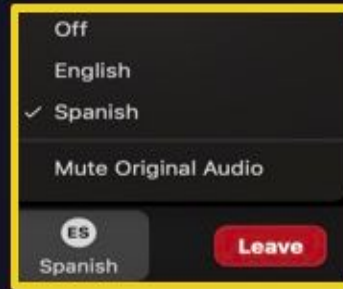 Off
English
✓ Spanish
Mute Original Audio
ES
Spanish
Leave